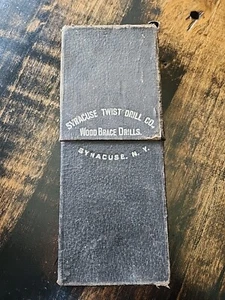 SYRACUSE TWIST DRILL CO.
WOOD BRACE DRILLS.
SYRACUSE, N.Y.